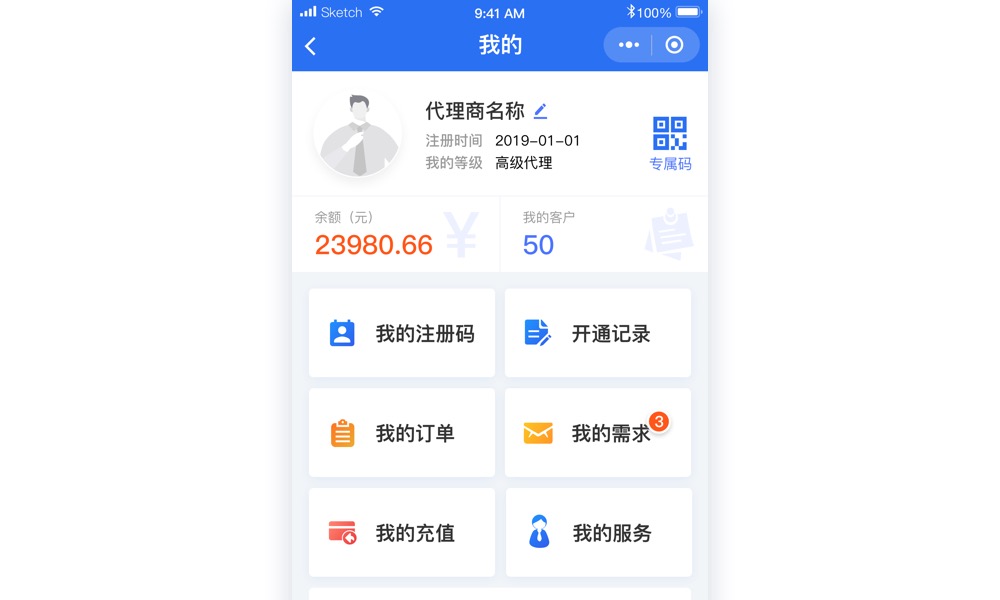 Sketch 9:41 AM 100%
我的
代理商名称
注册时间 2019-01-01
我的等级 高级代理
专属码
余额（元） 我的客户
23980.66 50
我的注册码 开通记录
我的订单 我的需求 3
我的充值 我的服务